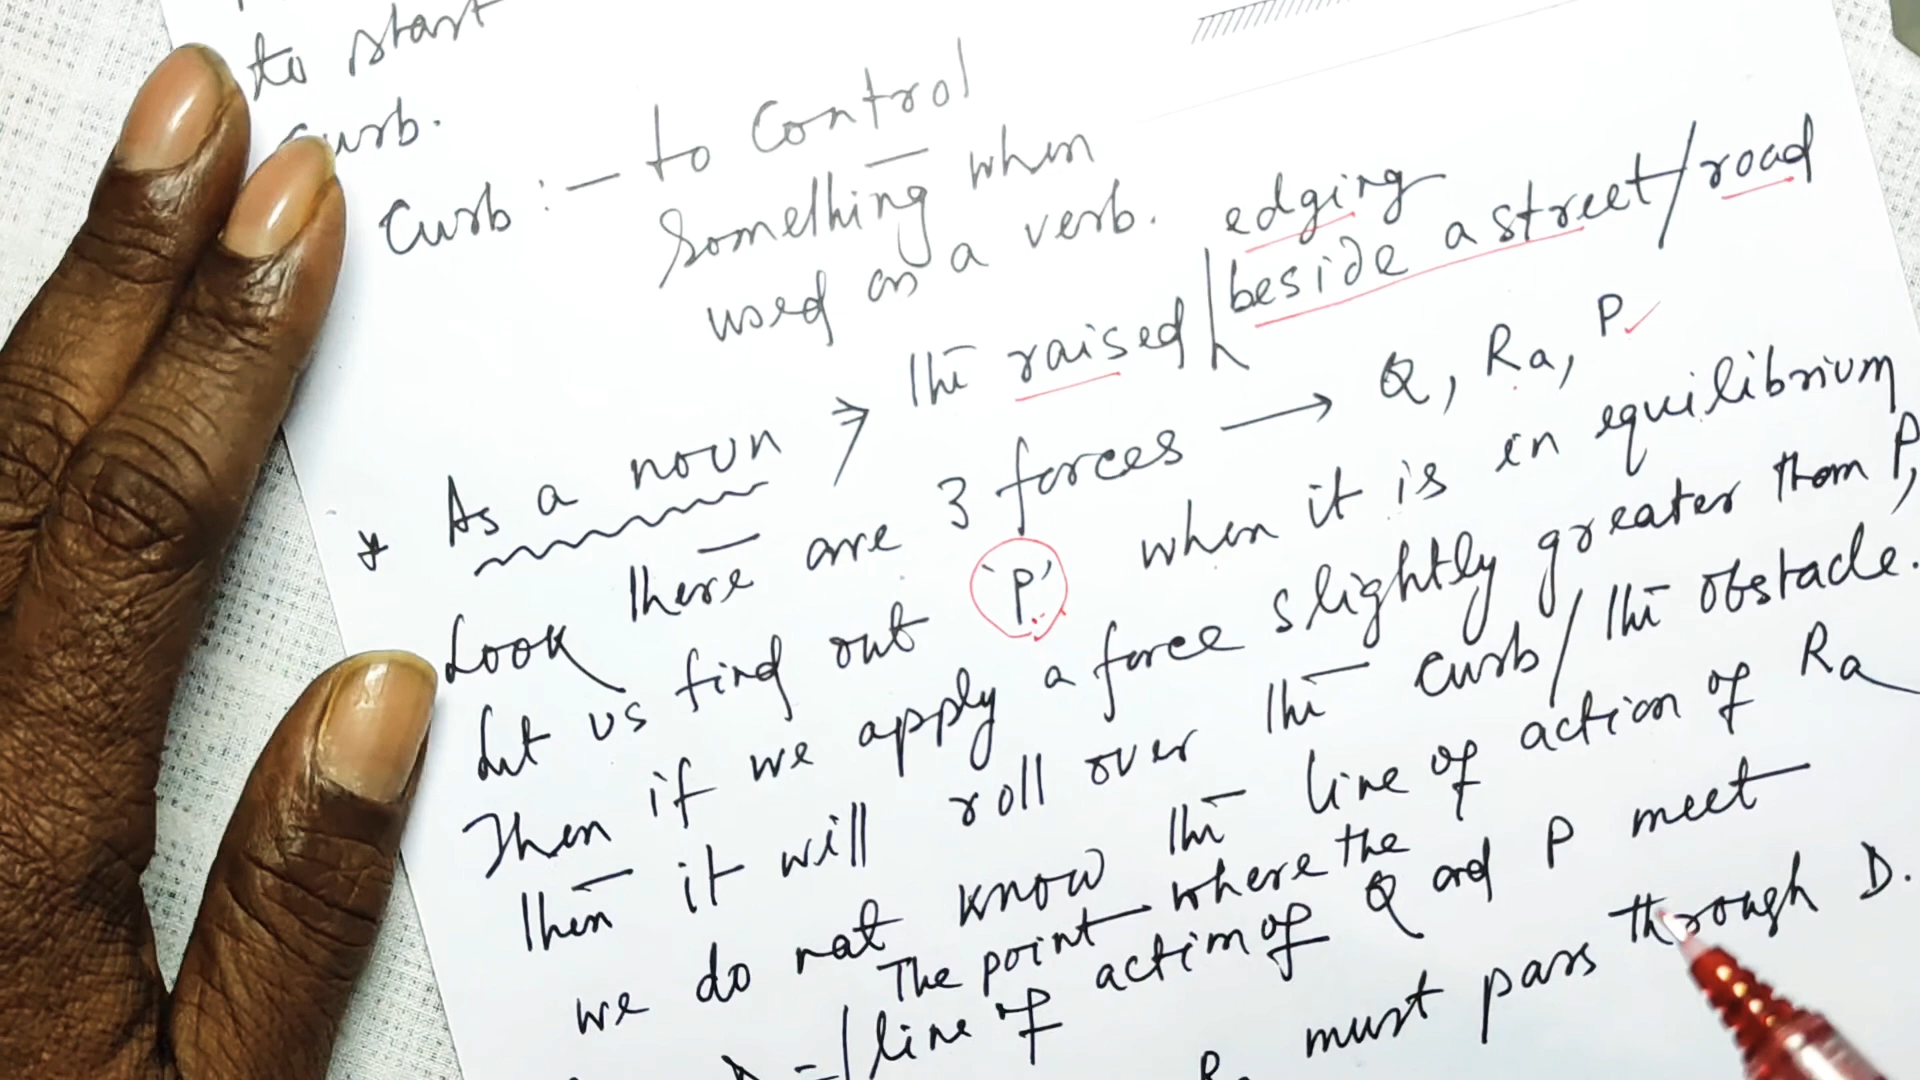 to start
curb.
Curb :- to control
something when
used as a verb.
* As a noun => The raised / edging
beside a street/road
Look There are 3 forces → Q, Ra, P
Let us find out 'P' when it is in equilibrium
Then if we apply a force slightly greater than P,
then it will roll over the curb / the obstacle.
we do not know the line of action of Ra
D = The point where the
line of action of Q and P meet
must pass through D.